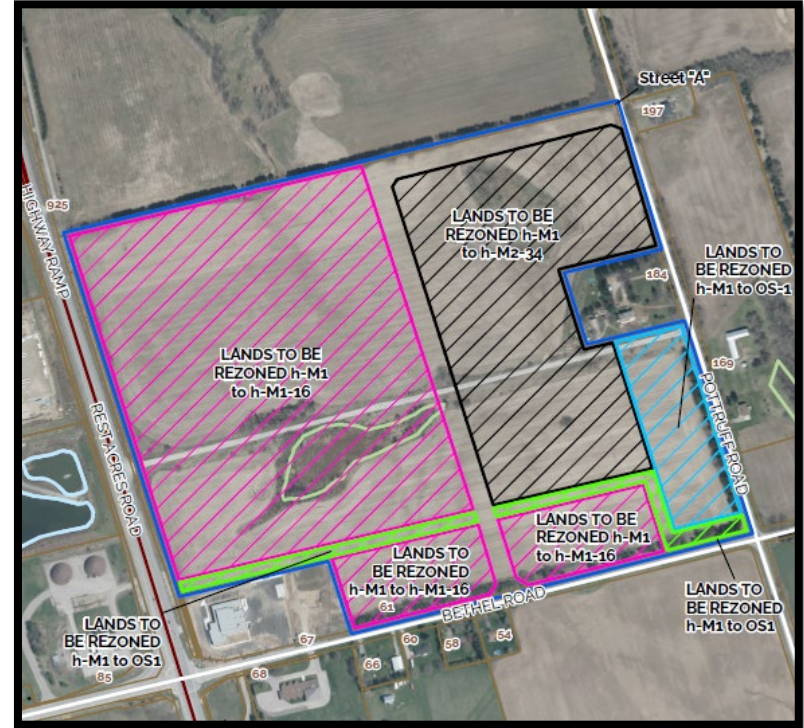 Street "A"
197
925
HIGHWAY RAMP
LANDS TO BE
REZONED h-M1
to h-M2-34
LANDS TO
BE REZONED
h-M1 to OS-1
184
169
LANDS TO BE
REZONED h-M1
to h-M1-16
POTTRUFF ROAD
REST ACRES ROAD
LANDS TO BE
REZONED h-M1
to h-M1-16
LANDS TO
BE REZONED
h-M1 to h-M1-16
61
BETHEL ROAD
LANDS TO
BE REZONED
h-M1 to OS1
LANDS TO
BE REZONED
h-M1 to OS1
85
67
68
66
60
58
54